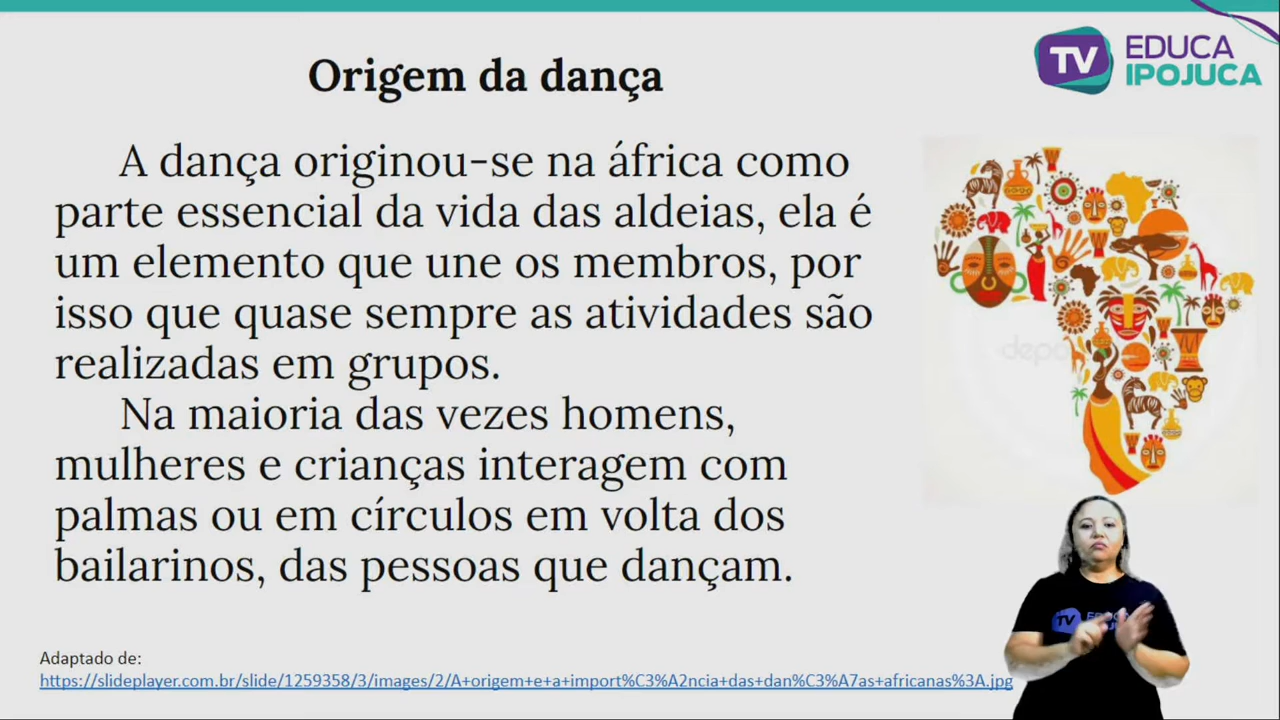 TV EDUCA
IPOJUCA
Origem da dança
A dança originou-se na áfrica como
parte essencial da vida das aldeias, ela é
um elemento que une os membros, por
isso que quase sempre as atividades são
realizadas em grupos.
Na maioria das vezes homens,
mulheres e crianças interagem com
palmas ou em círculos em volta dos
bailarinos, das pessoas que dançam.
Adaptado de:
https://slideplayer.com.br/slide/1259358/3/images/2/A+origem+e+a+import%C3%A2ncia+das+dan%C3%A7as+africanas%3A.jpg
TV